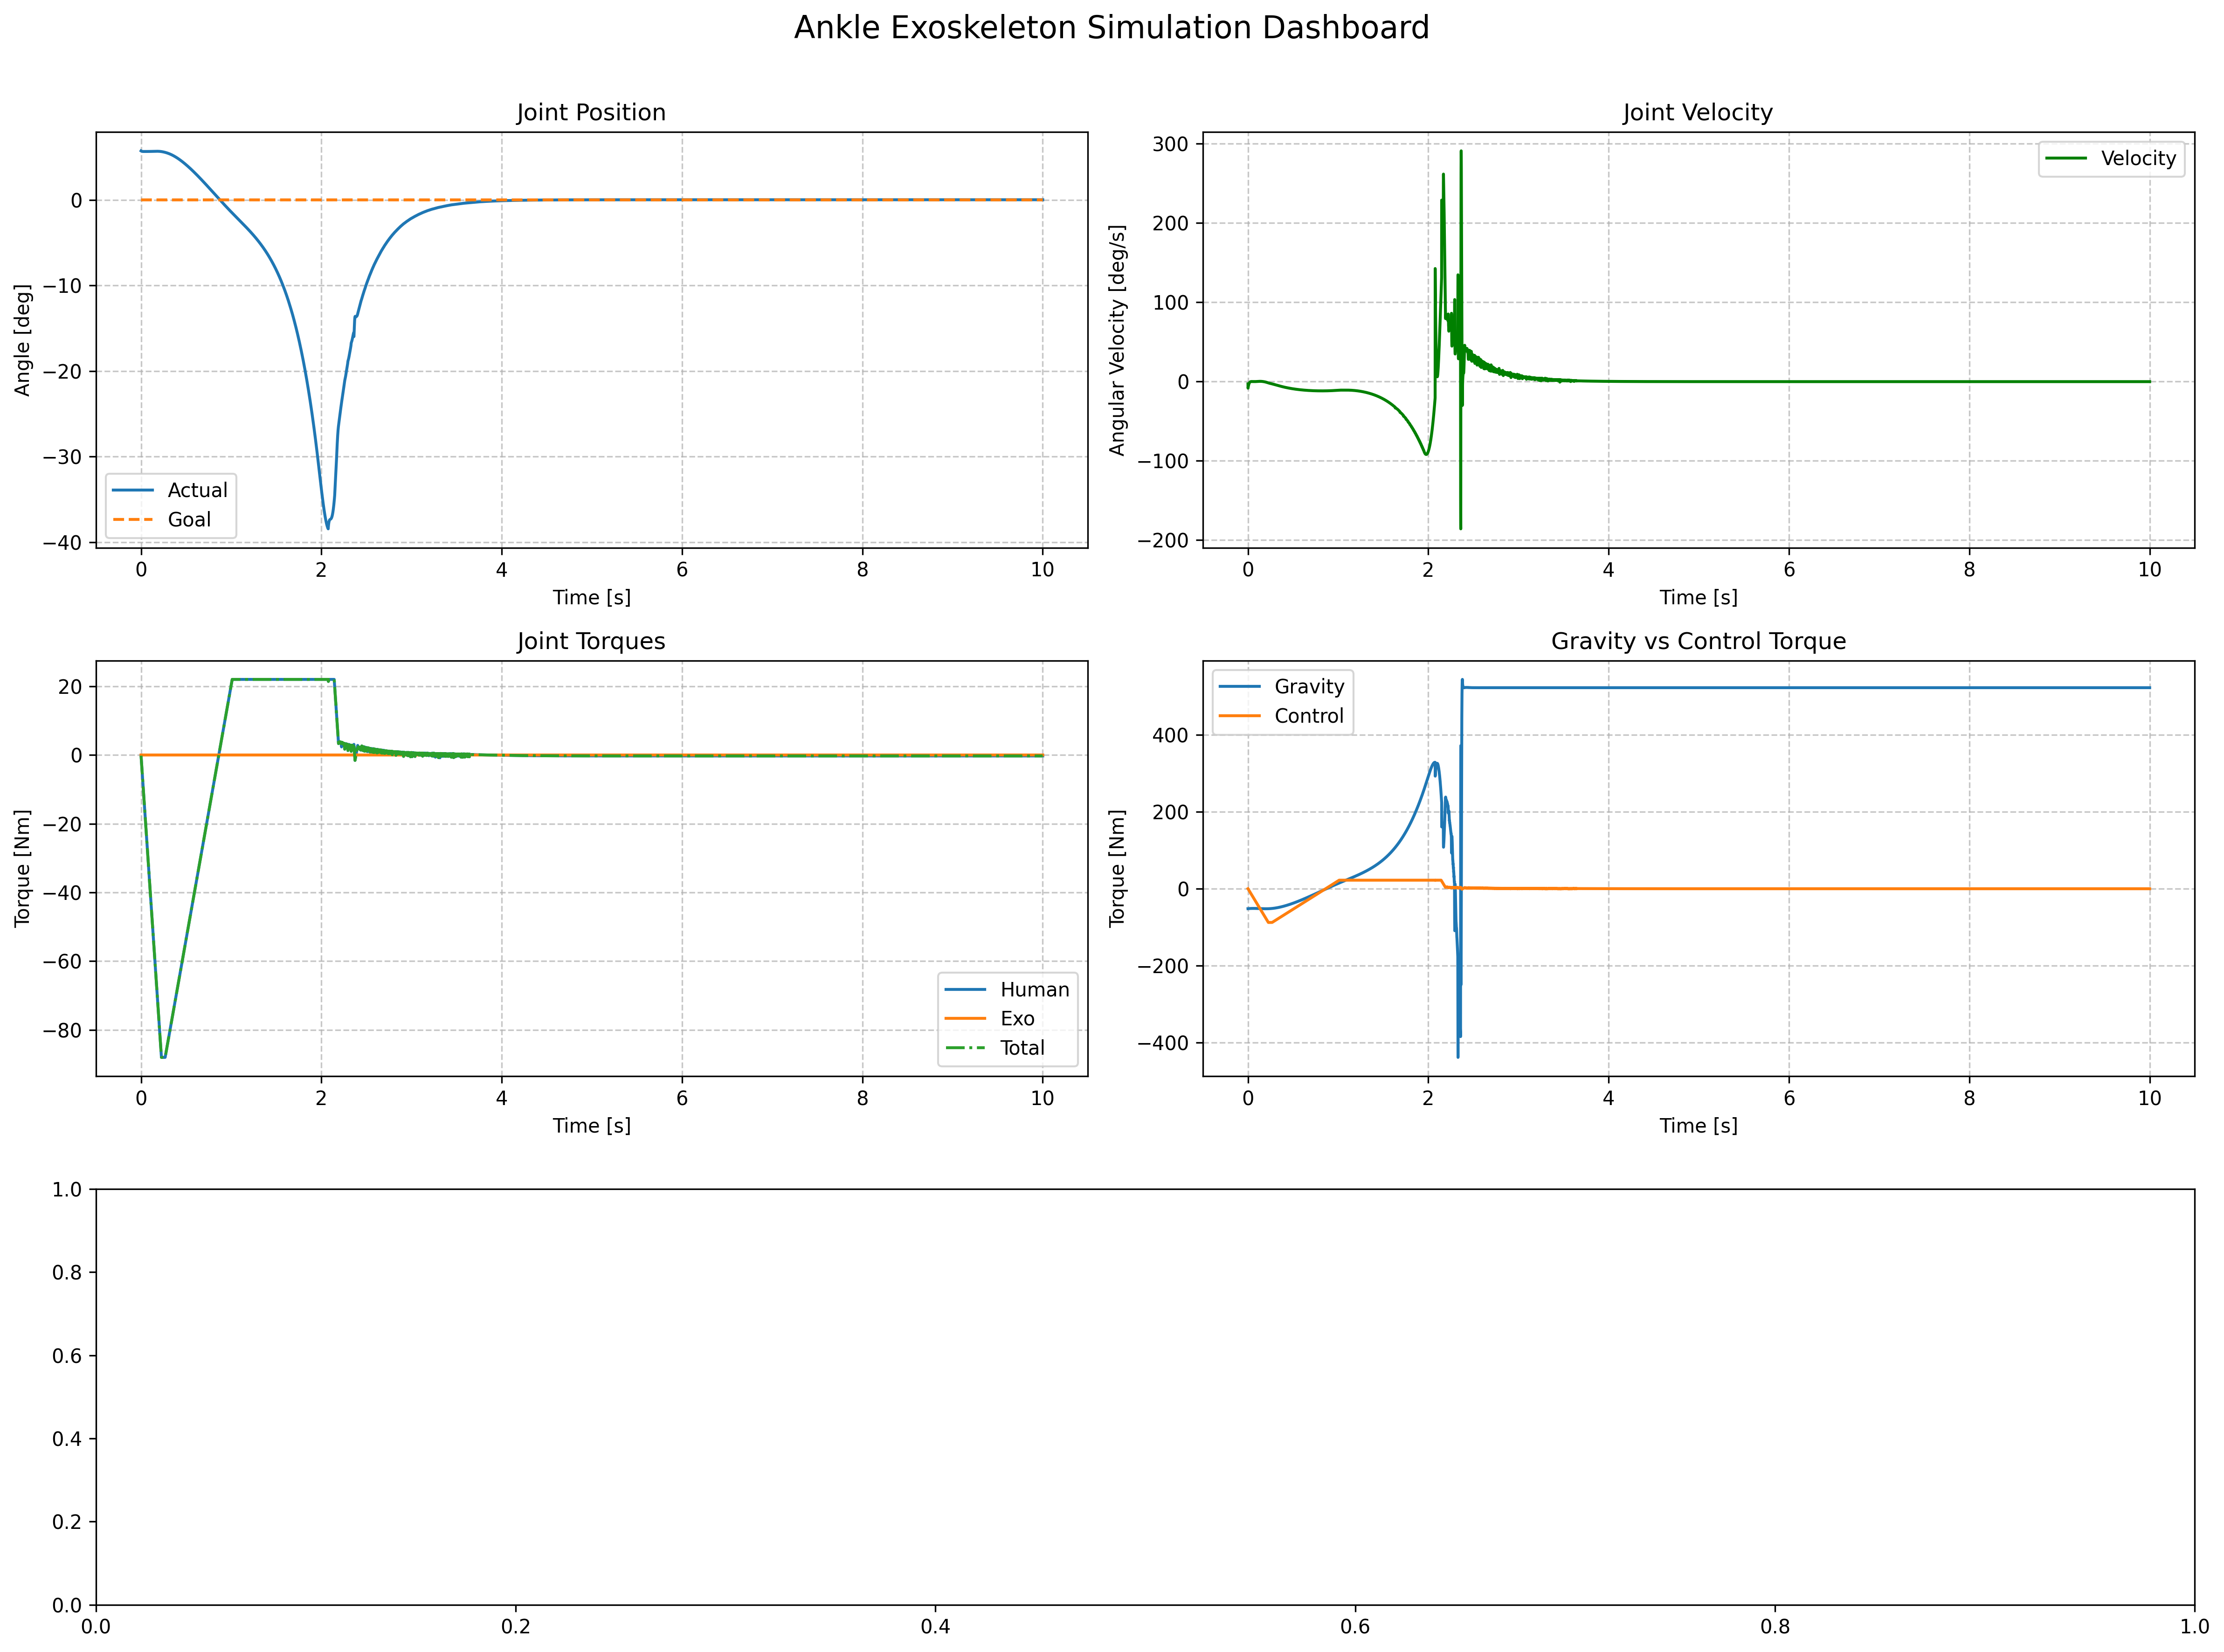 Ankle Exoskeleton Simulation Dashboard
Joint Position
Angle [deg]
0
−10
−20
−30
−40
Actual
Goal
0 2 4 6 8 10
Time [s]
Joint Velocity
Angular Velocity [deg/s]
300
200
100
0
−100
−200
Velocity
0 2 4 6 8 10
Time [s]
Joint Torques
Torque [Nm]
20
0
−20
−40
−60
−80
Human
Exo
Total
0 2 4 6 8 10
Time [s]
Gravity vs Control Torque
Torque [Nm]
400
200
0
−200
−400
Gravity
Control
0 2 4 6 8 10
Time [s]
1.0
0.8
0.6
0.4
0.2
0.0
0.0 0.2 0.4 0.6 0.8 1.0